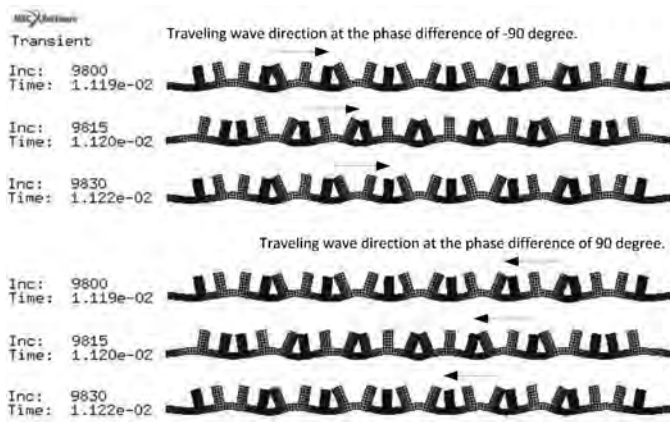 MSC Software
Transient
Traveling wave direction at the phase difference of -90 degree.
Inc: 9800
Time: 1.119e-02
Inc: 9815
Time: 1.120e-02
Inc: 9830
Time: 1.122e-02
Traveling wave direction at the phase difference of 90 degree.
Inc: 9800
Time: 1.119e-02
Inc: 9815
Time: 1.120e-02
Inc: 9830
Time: 1.122e-02